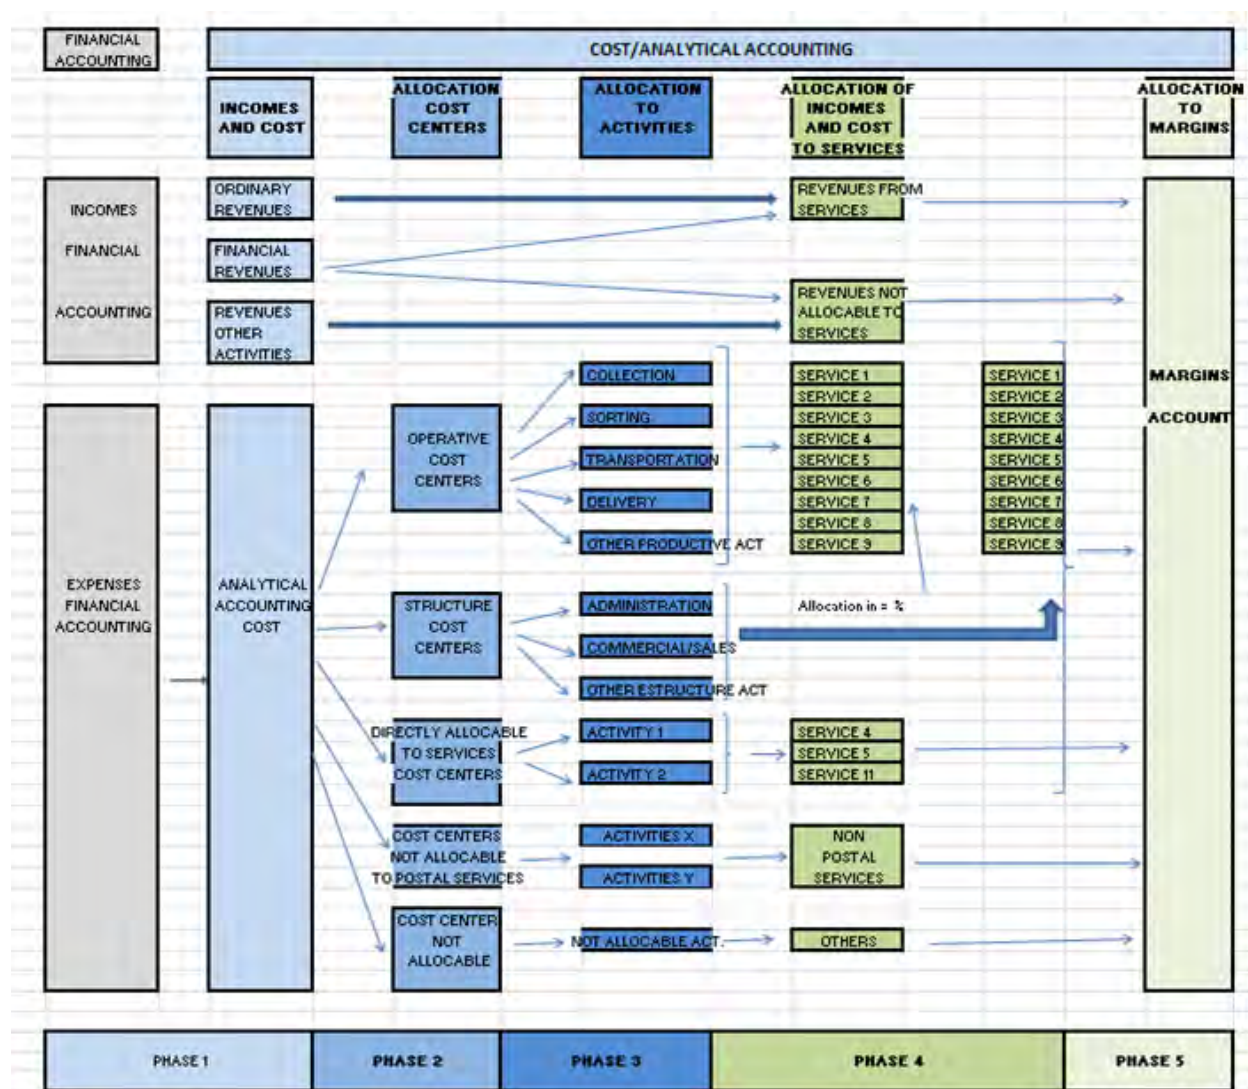 FINANCIAL
ACCOUNTING
COST/ANALYTICAL ACCOUNTING
INCOMES
AND COST
ALLOCATION
COST
CENTERS
ALLOCATION
TO
ACTIVITIES
ALLOCATION OF
INCOMES
AND COST
TO SERVICES
ALLOCATION
TO
MARGINS
INCOMES
FINANCIAL
ACCOUNTING
ORDINARY
REVENUES
FINANCIAL
REVENUES
REVENUES
OTHER
ACTIVITIES
REVENUES FROM
SERVICES
REVENUES NOT
ALLOCABLE TO
SERVICES
MARGINS
ACCOUNT
EXPENSES
FINANCIAL
ACCOUNTING
ANALYTICAL
ACCOUNTING
COST
OPERATIVE
COST
CENTERS
COLLECTION
SORTING
TRANSPORTATION
DELIVERY
OTHER PRODUCTIVE ACT
SERVICE 1
SERVICE 2
SERVICE 3
SERVICE 4
SERVICE 5
SERVICE 6
SERVICE 7
SERVICE 8
SERVICE 9
SERVICE 1
SERVICE 2
SERVICE 3
SERVICE 4
SERVICE 5
SERVICE 6
SERVICE 7
SERVICE 8
SERVICE 9
STRUCTURE
COST
CENTERS
ADMINISTRATION
COMMERCIAL/SALES
OTHER ESTRUCTURE ACT
Allocation in = %
DIRECTLY ALLOCABLE
TO SERVICES
COST CENTERS
ACTIVITY 1
ACTIVITY 2
SERVICE 4
SERVICE 5
SERVICE 11
COST CENTERS
NOT ALLOCABLE
TO POSTAL SERVICES
ACTIVITIES X
ACTIVITIES Y
NON
POSTAL
SERVICES
COST CENTER
NOT
ALLOCABLE
NOT ALLOCABLE ACT.
OTHERS
PHASE 1
PHASE 2
PHASE 3
PHASE 4
PHASE 5